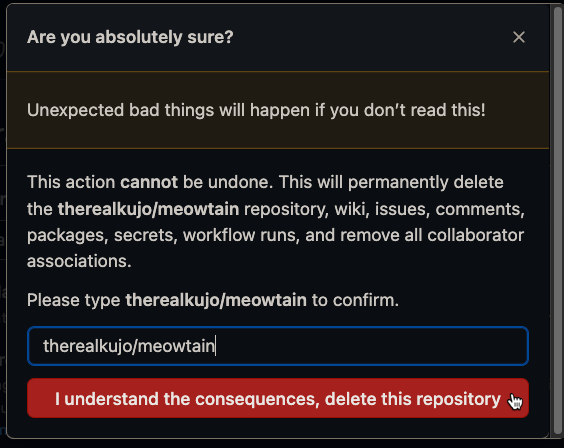 Are you absolutely sure?
Unexpected bad things will happen if you don’t read this!
This action cannot be undone. This will permanently delete
the therealkujo/meowtain repository, wiki, issues, comments,
packages, secrets, workflow runs, and remove all collaborator
associations.
Please type therealkujo/meowtain to confirm.
therealkujo/meowtain
I understand the consequences, delete this repository